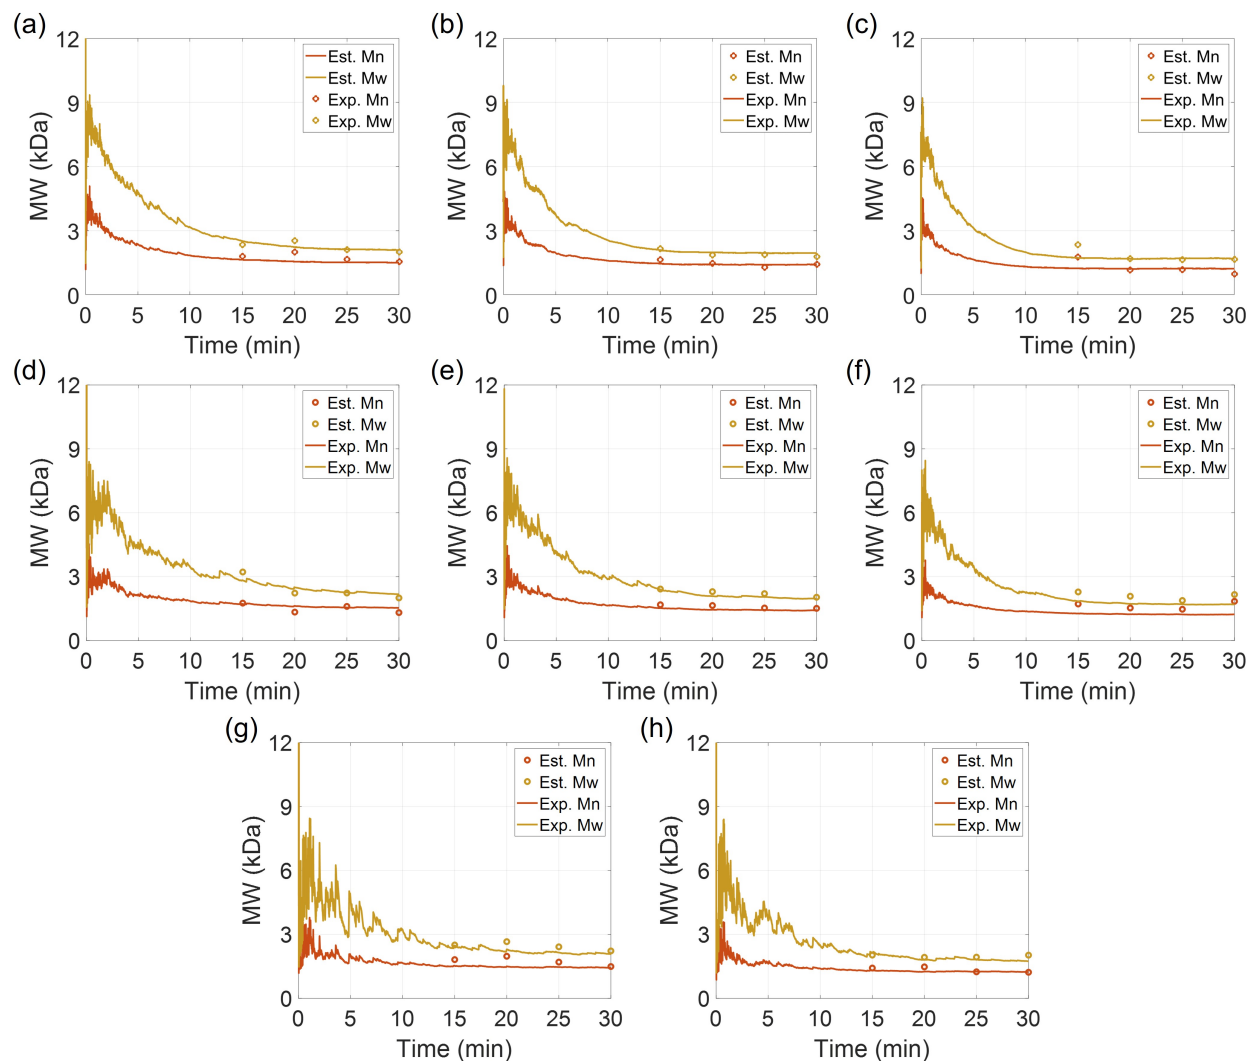 (a)
12
9
6
3
0
MW (kDa)
Est. Mn
Est. Mw
Exp. Mn
Exp. Mw
0 5 10 15 20 25 30
Time (min)
(b)
12
9
6
3
0
MW (kDa)
Est. Mn
Est. Mw
Exp. Mn
Exp. Mw
0 5 10 15 20 25 30
Time (min)
(c)
12
9
6
3
0
MW (kDa)
Est. Mn
Est. Mw
Exp. Mn
Exp. Mw
0 5 10 15 20 25 30
Time (min)
(d)
12
9
6
3
0
MW (kDa)
Est. Mn
Est. Mw
Exp. Mn
Exp. Mw
0 5 10 15 20 25 30
Time (min)
(e)
12
9
6
3
0
MW (kDa)
Est. Mn
Est. Mw
Exp. Mn
Exp. Mw
0 5 10 15 20 25 30
Time (min)
(f)
12
9
6
3
0
MW (kDa)
Est. Mn
Est. Mw
Exp. Mn
Exp. Mw
0 5 10 15 20 25 30
Time (min)
(g)
12
9
6
3
0
MW (kDa)
Est. Mn
Est. Mw
Exp. Mn
Exp. Mw
0 5 10 15 20 25 30
Time (min)
(h)
12
9
6
3
0
MW (kDa)
Est. Mn
Est. Mw
Exp. Mn
Exp. Mw
0 5 10 15 20 25 30
Time (min)